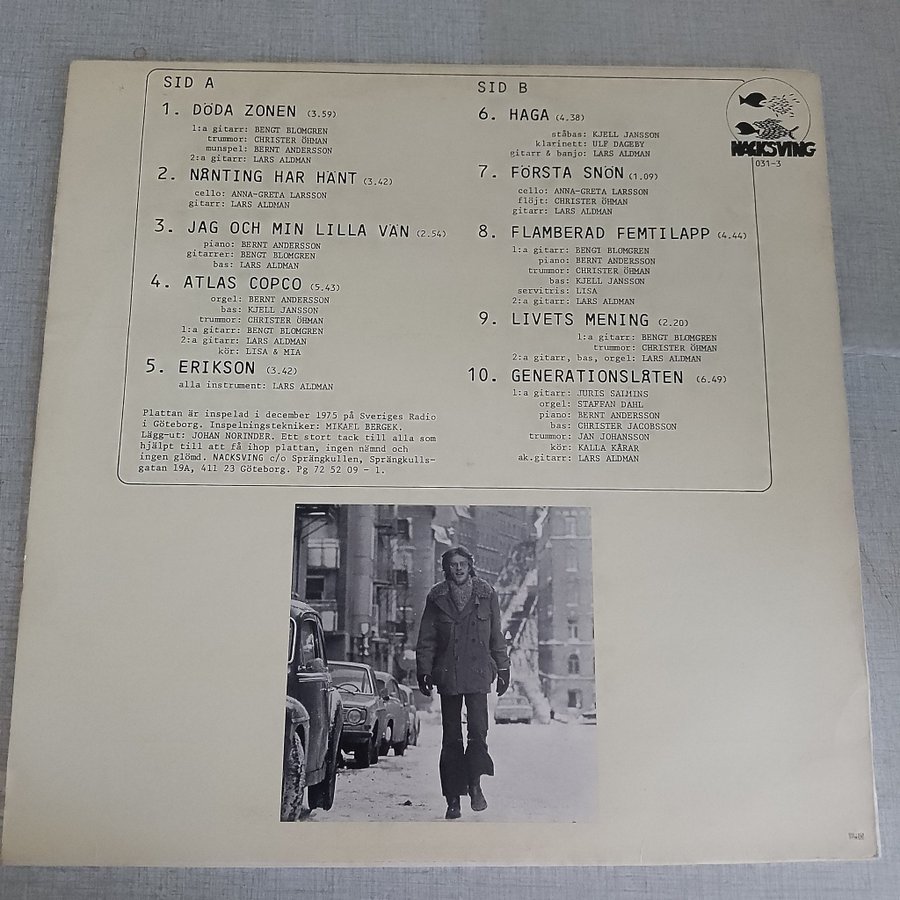 SID A
1. DÖDA ZONEN (3.59)
1:a gitarr: BENGT BLOMGREN
trummor: CHRISTER ÖHMAN
munspel: BERNT ANDERSSON
2:a gitarr: LARS ALDMAN
2. NÅNTING HAR HÄNT (3.42)
cello: ANNA-GRETA LARSSON
gitarr: LARS ALDMAN
3. JAG OCH MIN LILLA VÄN (2.54)
piano: BERNT ANDERSSON
gitarrer: BENGT BLOMGREN
bas: LARS ALDMAN
4. ATLAS COPCO (5.43)
orgel: BERNT ANDERSSON
bas: KJELL JANSSON
trummor: CHRISTER ÖHMAN
1:a gitarr: BENGT BLOMGREN
2:a gitarr: LARS ALDMAN
kör: LISA & MIA
5. ERIKSON (3.42)
alla instrument: LARS ALDMAN
Plattan är inspelad i december 1975 på Sveriges Radio
i Göteborg. Inspelningstekniker: MIKAEL BERGEK.
Lägg-ut: JOHAN NORINDER. Ett stort tack till alla som
hjälpt till att få ihop plattan, ingen nämnd och
ingen glömd. NACKSVING c/o Sprängkullen, Sprängkulls-
gatan 19A, 411 23 Göteborg. Pg 72 52 09 - 1.
SID B
6. HAGA (4.38)
ståbas: KJELL JANSSON
klarinett: ULF DAGEBY
gitarr & banjo: LARS ALDMAN
7. FÖRSTA SNÖN (1.09)
cello: ANNA-GRETA LARSSON
flöjt: CHRISTER ÖHMAN
gitarr: LARS ALDMAN
8. FLAMBERAD FEMTILAPP (4.44)
1:a gitarr: BENGT BLOMGREN
piano: BERNT ANDERSSON
trummor: CHRISTER ÖHMAN
bas: KJELL JANSSON
servitris: LISA
2:a gitarr: LARS ALDMAN
9. LIVETS MENING (2.20)
1:a gitarr: BENGT BLOMGREN
trummor: CHRISTER ÖHMAN
2:a gitarr, bas, orgel: LARS ALDMAN
10. GENERATIONSLÅTEN (6.49)
1:a gitarr: JURIS SALMINS
orgel: STAFFAN DAHL
piano: BERNT ANDERSSON
bas: CHRISTER JACOBSSON
trummor: JAN JOHANSSON
kör: KALLA KÅRAR
ak.gitarr: LARS ALDMAN
NACKSVING
031-3